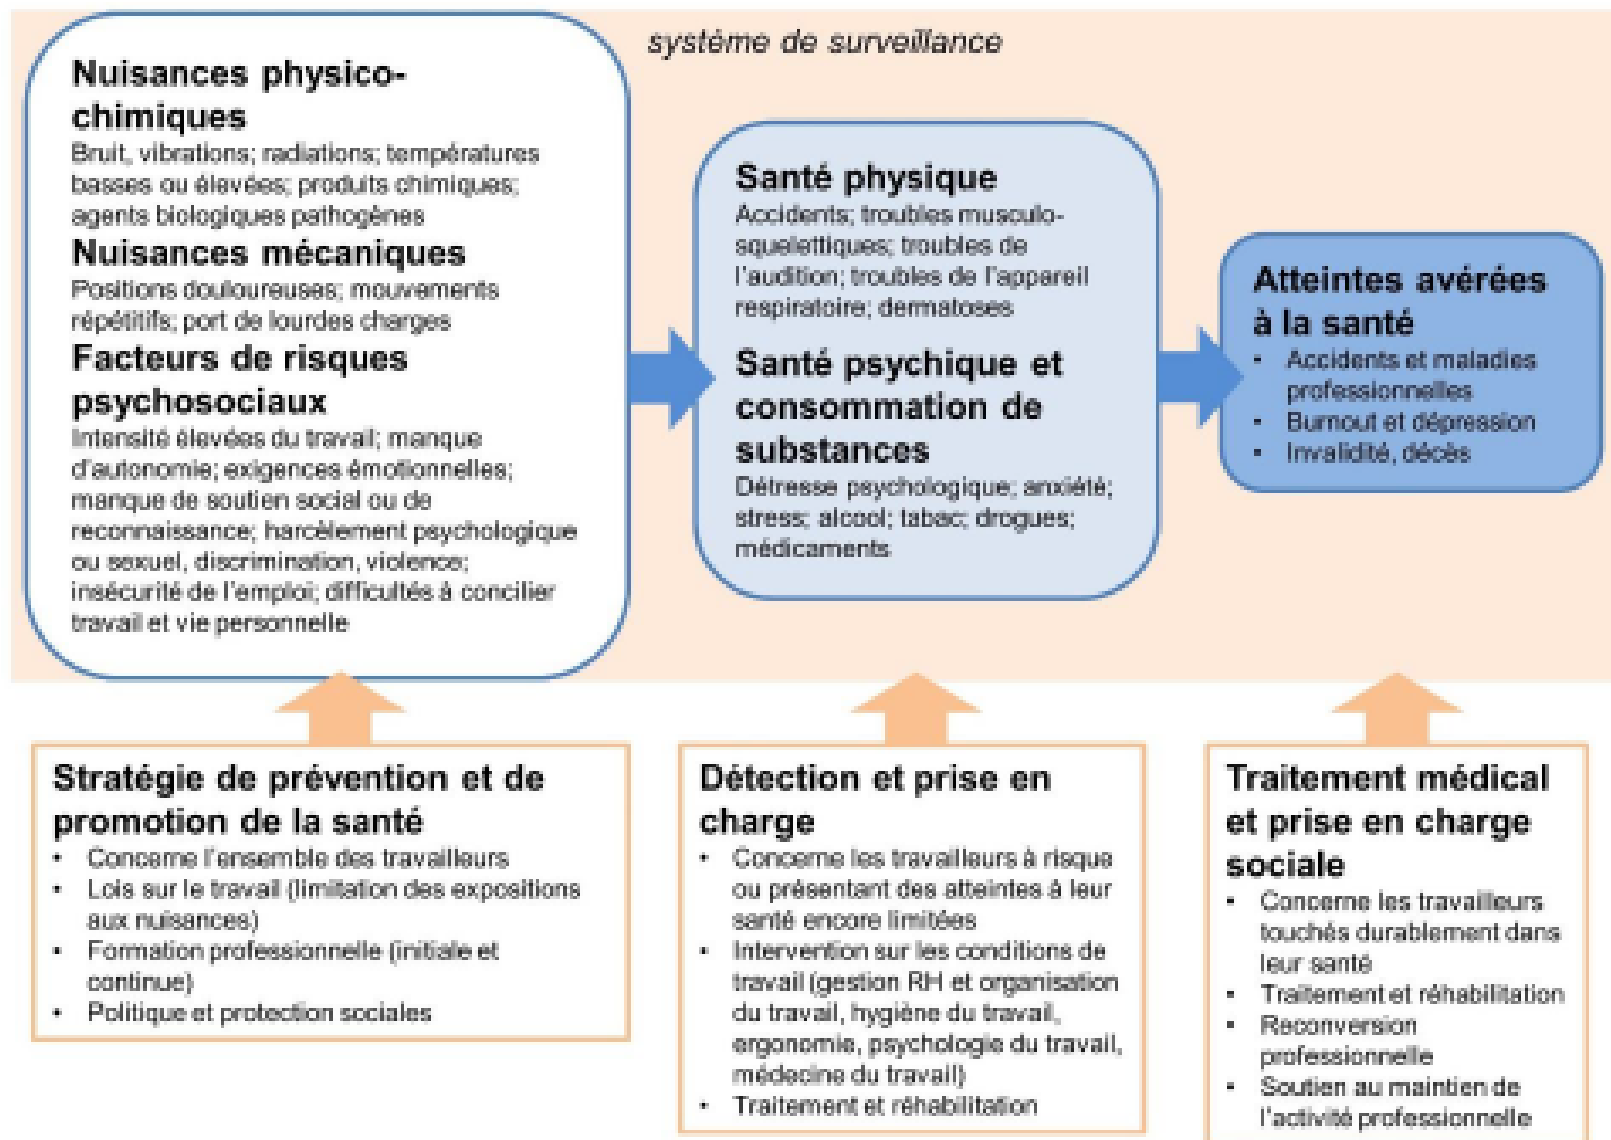 système de surveillance
Nuisances physico-
chimiques
Bruit, vibrations; radiations; températures
basses ou élevées; produits chimiques;
agents biologiques pathogènes
Nuisances mécaniques
Positions douloureuses; mouvements
répétitifs; port de lourdes charges
Facteurs de risques
psychosociaux
Intensité élevées du travail; manque
d'autonomie; exigences émotionnelles;
manque de soutien social ou de
reconnaissance; harcèlement psychologique
ou sexuel, discrimination, violence;
insécurité de l'emploi; difficultés à concilier
travail et vie personnelle
Santé physique
Accidents; troubles musculo-
squelettiques; troubles de
l'audition; troubles de l'appareil
respiratoire; dermatoses
Santé psychique et
consommation de
substances
Détresse psychologique; anxiété;
stress; alcool; tabac; drogues;
médicaments
Atteintes avérées
à la santé
• Accidents et maladies
professionnelles
• Burnout et dépression
• Invalidité, décès
Stratégie de prévention et de
promotion de la santé
• Concerne l'ensemble des travailleurs
• Lois sur le travail (limitation des expositions
aux nuisances)
• Formation professionnelle (initiale et
continue)
• Politique et protection sociales
Détection et prise en
charge
• Concerne les travailleurs à risque
ou présentant des atteintes à leur
santé encore limitées
• Intervention sur les conditions de
travail (gestion RH et organisation
du travail, hygiène du travail,
ergonomie, psychologie du travail,
médecine du travail)
• Traitement et réhabilitation
Traitement médical
et prise en charge
sociale
• Concerne les travailleurs
touchés durablement dans
leur santé
• Traitement et réhabilitation
• Reconversion
professionnelle
• Soutien au maintien de
l'activité professionnelle